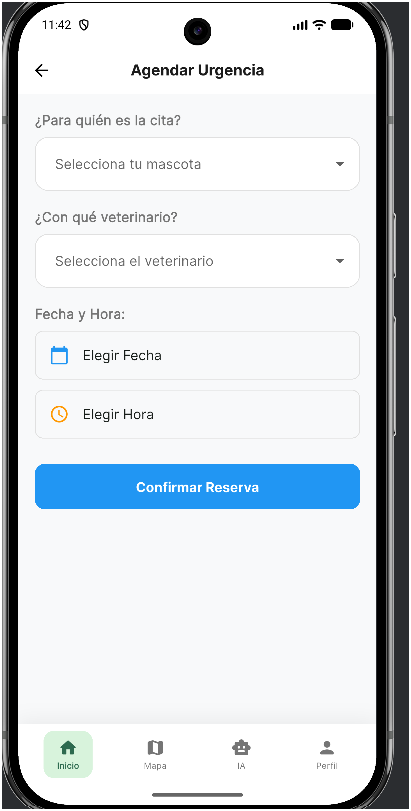 11:42
Agendar Urgencia
¿Para quién es la cita?
Selecciona tu mascota
¿Con qué veterinario?
Selecciona el veterinario
Fecha y Hora:
Elegir Fecha
Elegir Hora
Confirmar Reserva
Inicio Mapa IA Perfil